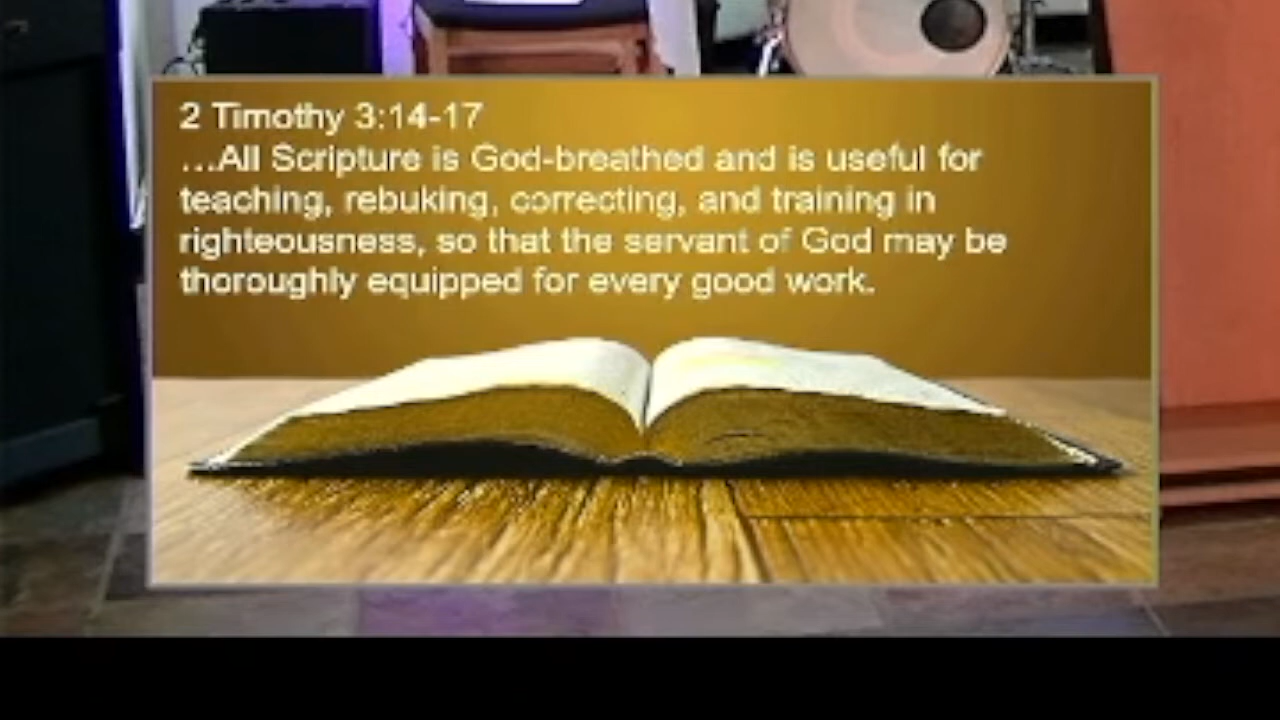 2 Timothy 3:14-17
...All Scripture is God-breathed and is useful for
teaching, rebuking, correcting, and training in
righteousness, so that the servant of God may be
thoroughly equipped for every good work.